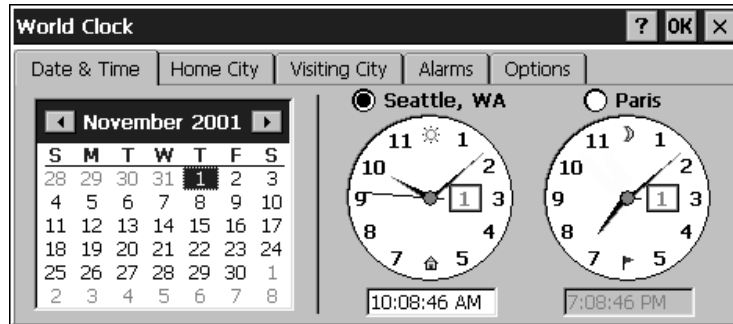 World Clock ? OK ×
Date & Time Home City Visiting City Alarms Options
November 2001
S M T W T F S
28 29 30 31 1 2 3
4 5 6 7 8 9 10
11 12 13 14 15 16 17
18 19 20 21 22 23 24
25 26 27 28 29 30 1
2 3 4 5 6 7 8
Seattle, WA
11 1
10 2
9 1 3
8 4
7 5
10:08:46 AM
Paris
11 1
10 2
9 1 3
8 4
7 5
7:08:46 PM